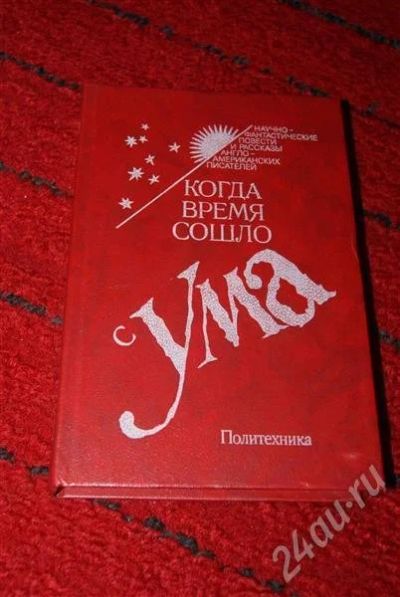 НАУЧНО-
ФАНТАСТИЧЕСКИЕ
ПОВЕСТИ
И РАССКАЗЫ
АНГЛО-
АМЕРИКАНСКИХ
ПИСАТЕЛЕЙ
КОГДА
ВРЕМЯ
СОШЛО
с ума
Политехника
24au.ru